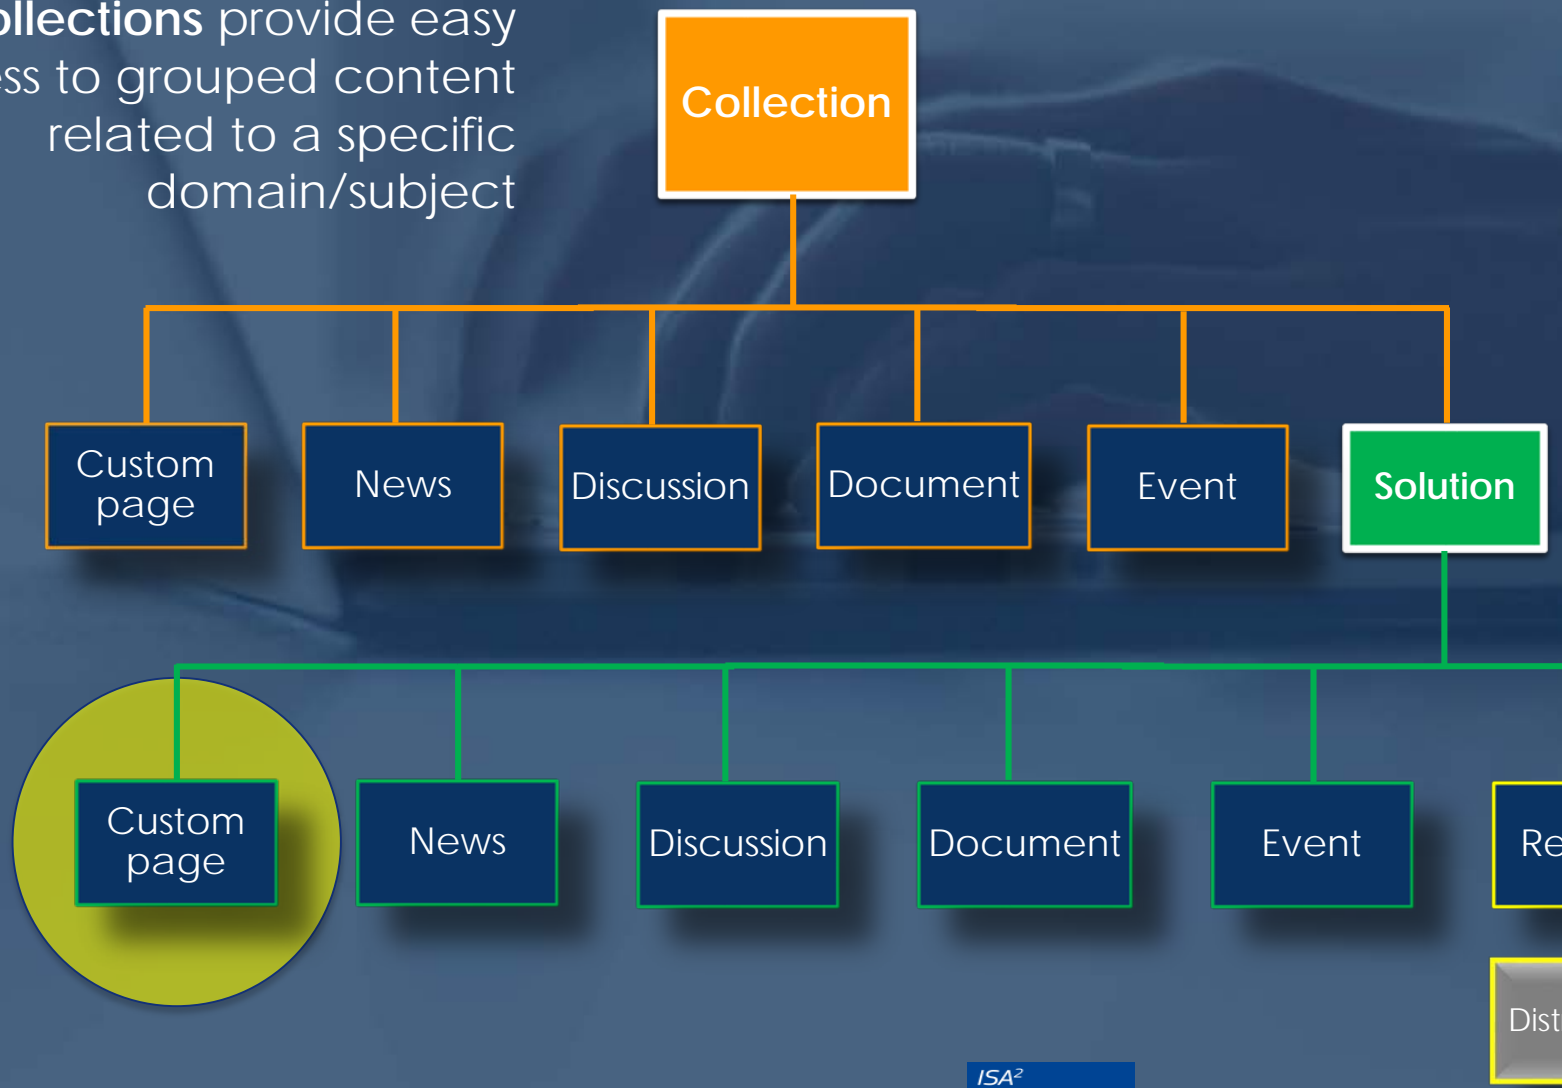 ollections provide easy
ess to grouped content
related to a specific
domain/subject
Collection
Custom
page
News
Discussion
Document
Event
Solution
Custom
page
News
Discussion
Document
Event
Re
Dist
ISA²